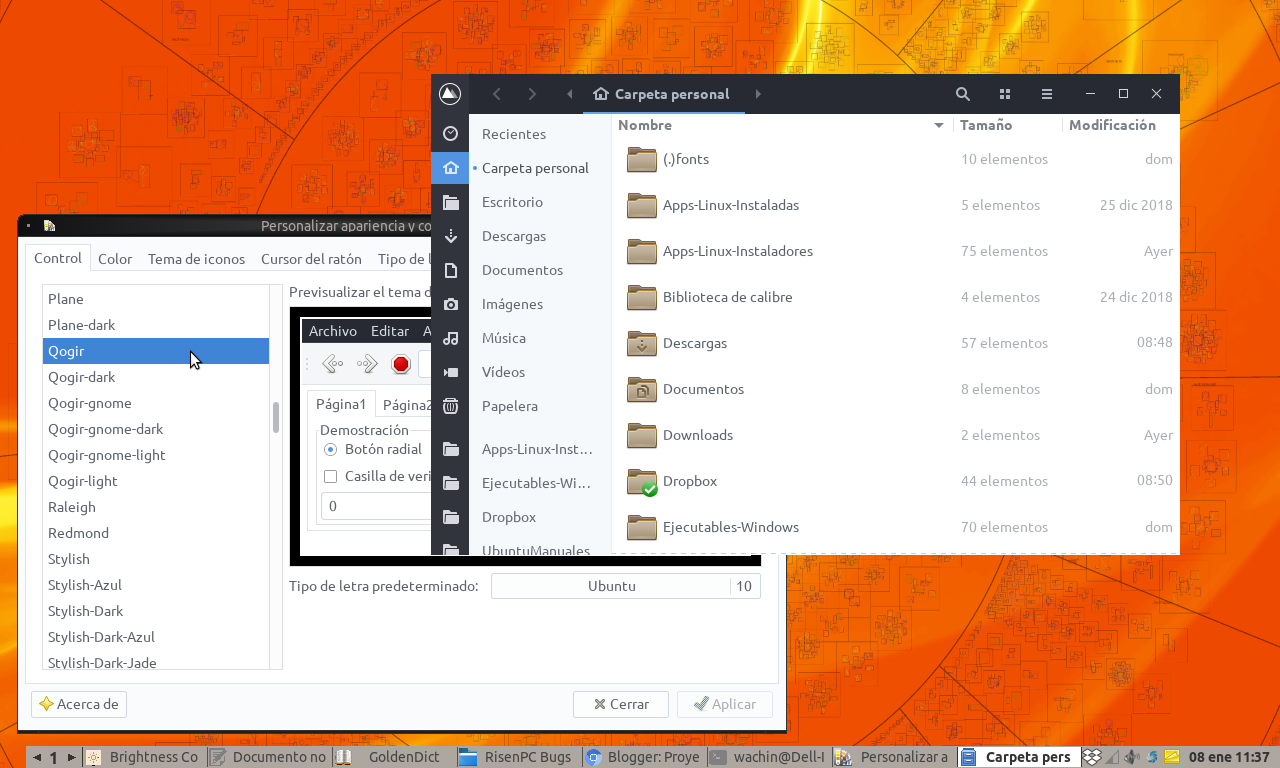 Carpeta personal
Recientes
Carpeta personal
Escritorio
Descargas
Documentos
Imágenes
Música
Vídeos
Papelera
Apps-Linux-Inst...
Ejecutables-Wi...
Dropbox
UbuntuManuales
Nombre Tamaño Modificación
(.)fonts 10 elementos dom
Apps-Linux-Instaladas 5 elementos 25 dic 2018
Apps-Linux-Instaladores 75 elementos Ayer
Biblioteca de calibre 4 elementos 24 dic 2018
Descargas 57 elementos 08:48
Documentos 8 elementos dom
Downloads 2 elementos Ayer
Dropbox 44 elementos 08:50
Ejecutables-Windows 70 elementos dom
Personalizar apariencia y co
Control Color Tema de iconos Cursor del ratón Tipo de l
Plane
Plane-dark
Qogir
Qogir-dark
Qogir-gnome
Qogir-gnome-dark
Qogir-gnome-light
Qogir-light
Raleigh
Redmond
Stylish
Stylish-Azul
Stylish-Dark
Stylish-Dark-Azul
Stylish-Dark-Jade
Previsualizar el tema d
Archivo Editar A
Página1 Página2
Demostración
Botón radial
Casilla de veri
0
Tipo de letra predeterminado: Ubuntu 10
Acerca de Cerrar Aplicar
1 Brightness Co Documento no GoldenDict RisenPC Bugs Blogger: Proye wachin@Dell-I Personalizar a Carpeta pers 08 ene 11:37